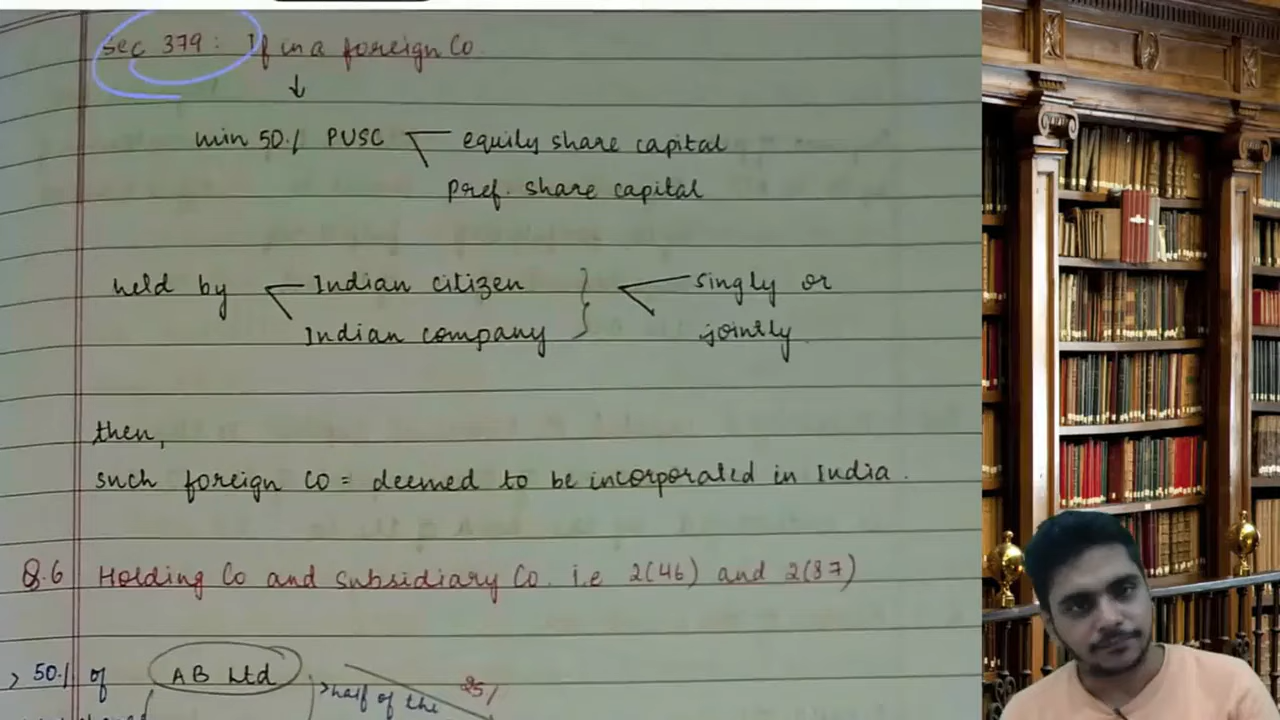 Sec 379: If in a foreign Co.
↓
min 50% PUSC equity share capital
Pref. share capital
held by Indian citizen singly or
Indian company jointly
then,
such foreign Co = deemed to be incorporated in India.
Q.6 Holding Co and Subsidiary Co. i.e 2(46) and 2(87)
> 50% of AB Ltd >half of the 25%